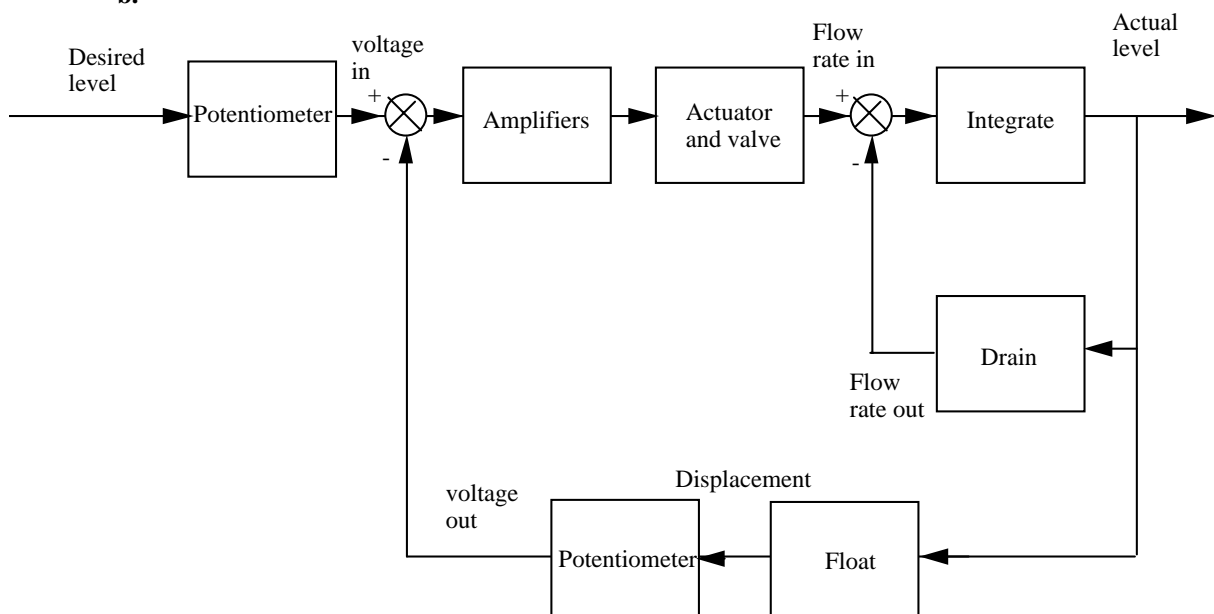 b.
Desired
level
Potentiometer
voltage
in
+
-
Amplifiers
Actuator
and valve
Flow
rate in
+
-
Integrate
Actual
level
Drain
Flow
rate out
Displacement
voltage
out
Potentiometer
Float